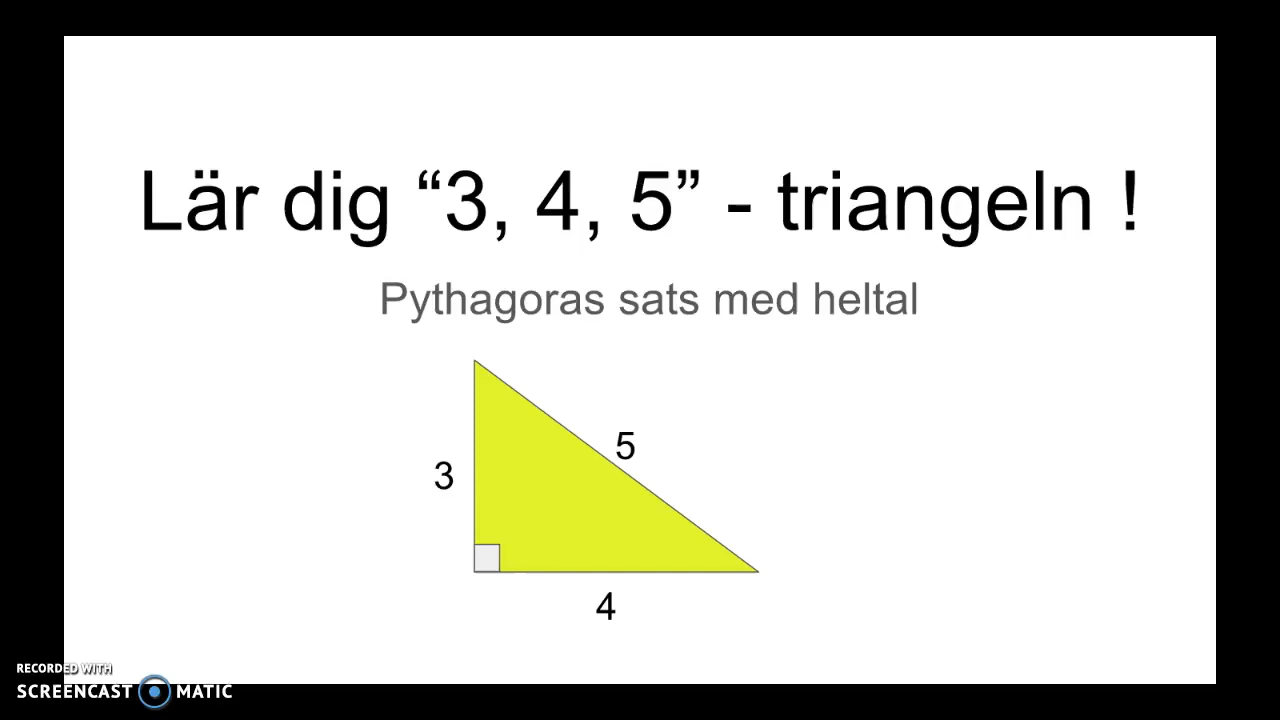 Lär dig “3, 4, 5” - triangeln !
Pythagoras sats med heltal
5
3
4
RECORDED WITH
SCREENCAST MATIC